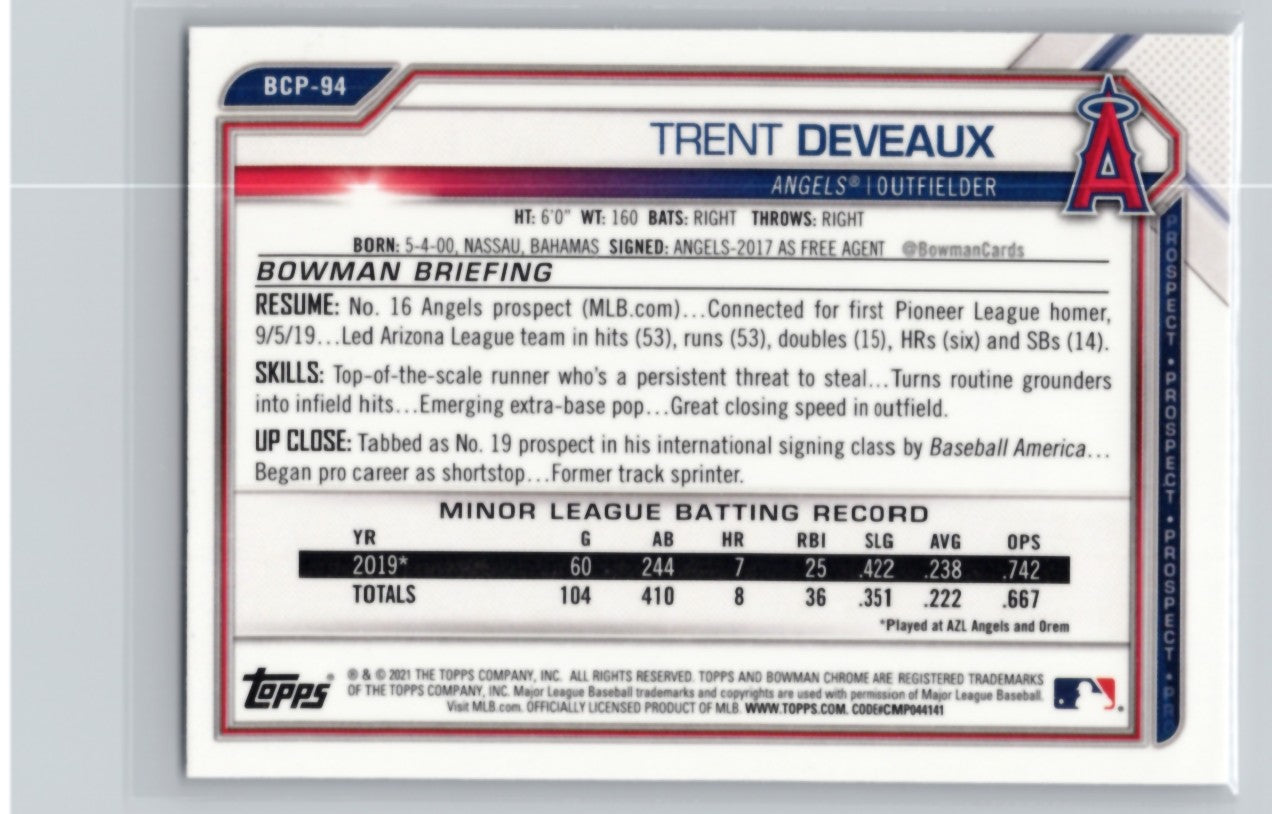 BCP-94
TRENT DEVEAUX
ANGELS® | OUTFIELDER
HT: 6'0" WT: 160 BATS: RIGHT THROWS: RIGHT
BORN: 5-4-00, NASSAU, BAHAMAS SIGNED: ANGELS-2017 AS FREE AGENT @BowmanCards
BOWMAN BRIEFING
RESUME: No. 16 Angels prospect (MLB.com)...Connected for first Pioneer League homer,
9/5/19...Led Arizona League team in hits (53), runs (53), doubles (15), HRs (six) and SBs (14).
SKILLS: Top-of-the-scale runner who's a persistent threat to steal...Turns routine grounders
into infield hits...Emerging extra-base pop...Great closing speed in outfield.
UP CLOSE: Tabbed as No. 19 prospect in his international signing class by Baseball America...
Began pro career as shortstop...Former track sprinter.
MINOR LEAGUE BATTING RECORD
YR G AB HR RBI SLG AVG OPS
2019* 60 244 7 25 .422 .238 .742
TOTALS 104 410 8 36 .351 .222 .667
*Played at AZL Angels and Orem
topps® ® & © 2021 THE TOPPS COMPANY, INC. ALL RIGHTS RESERVED. TOPPS AND BOWMAN CHROME ARE REGISTERED TRADEMARKS
OF THE TOPPS COMPANY, INC. Major League Baseball trademarks and copyrights are used with permission of Major League Baseball.
Visit MLB.com. OFFICIALLY LICENSED PRODUCT OF MLB. WWW.TOPPS.COM. CODE#CMP044141
A
PROSPECT • PROSPECT • PROSPECT • PR